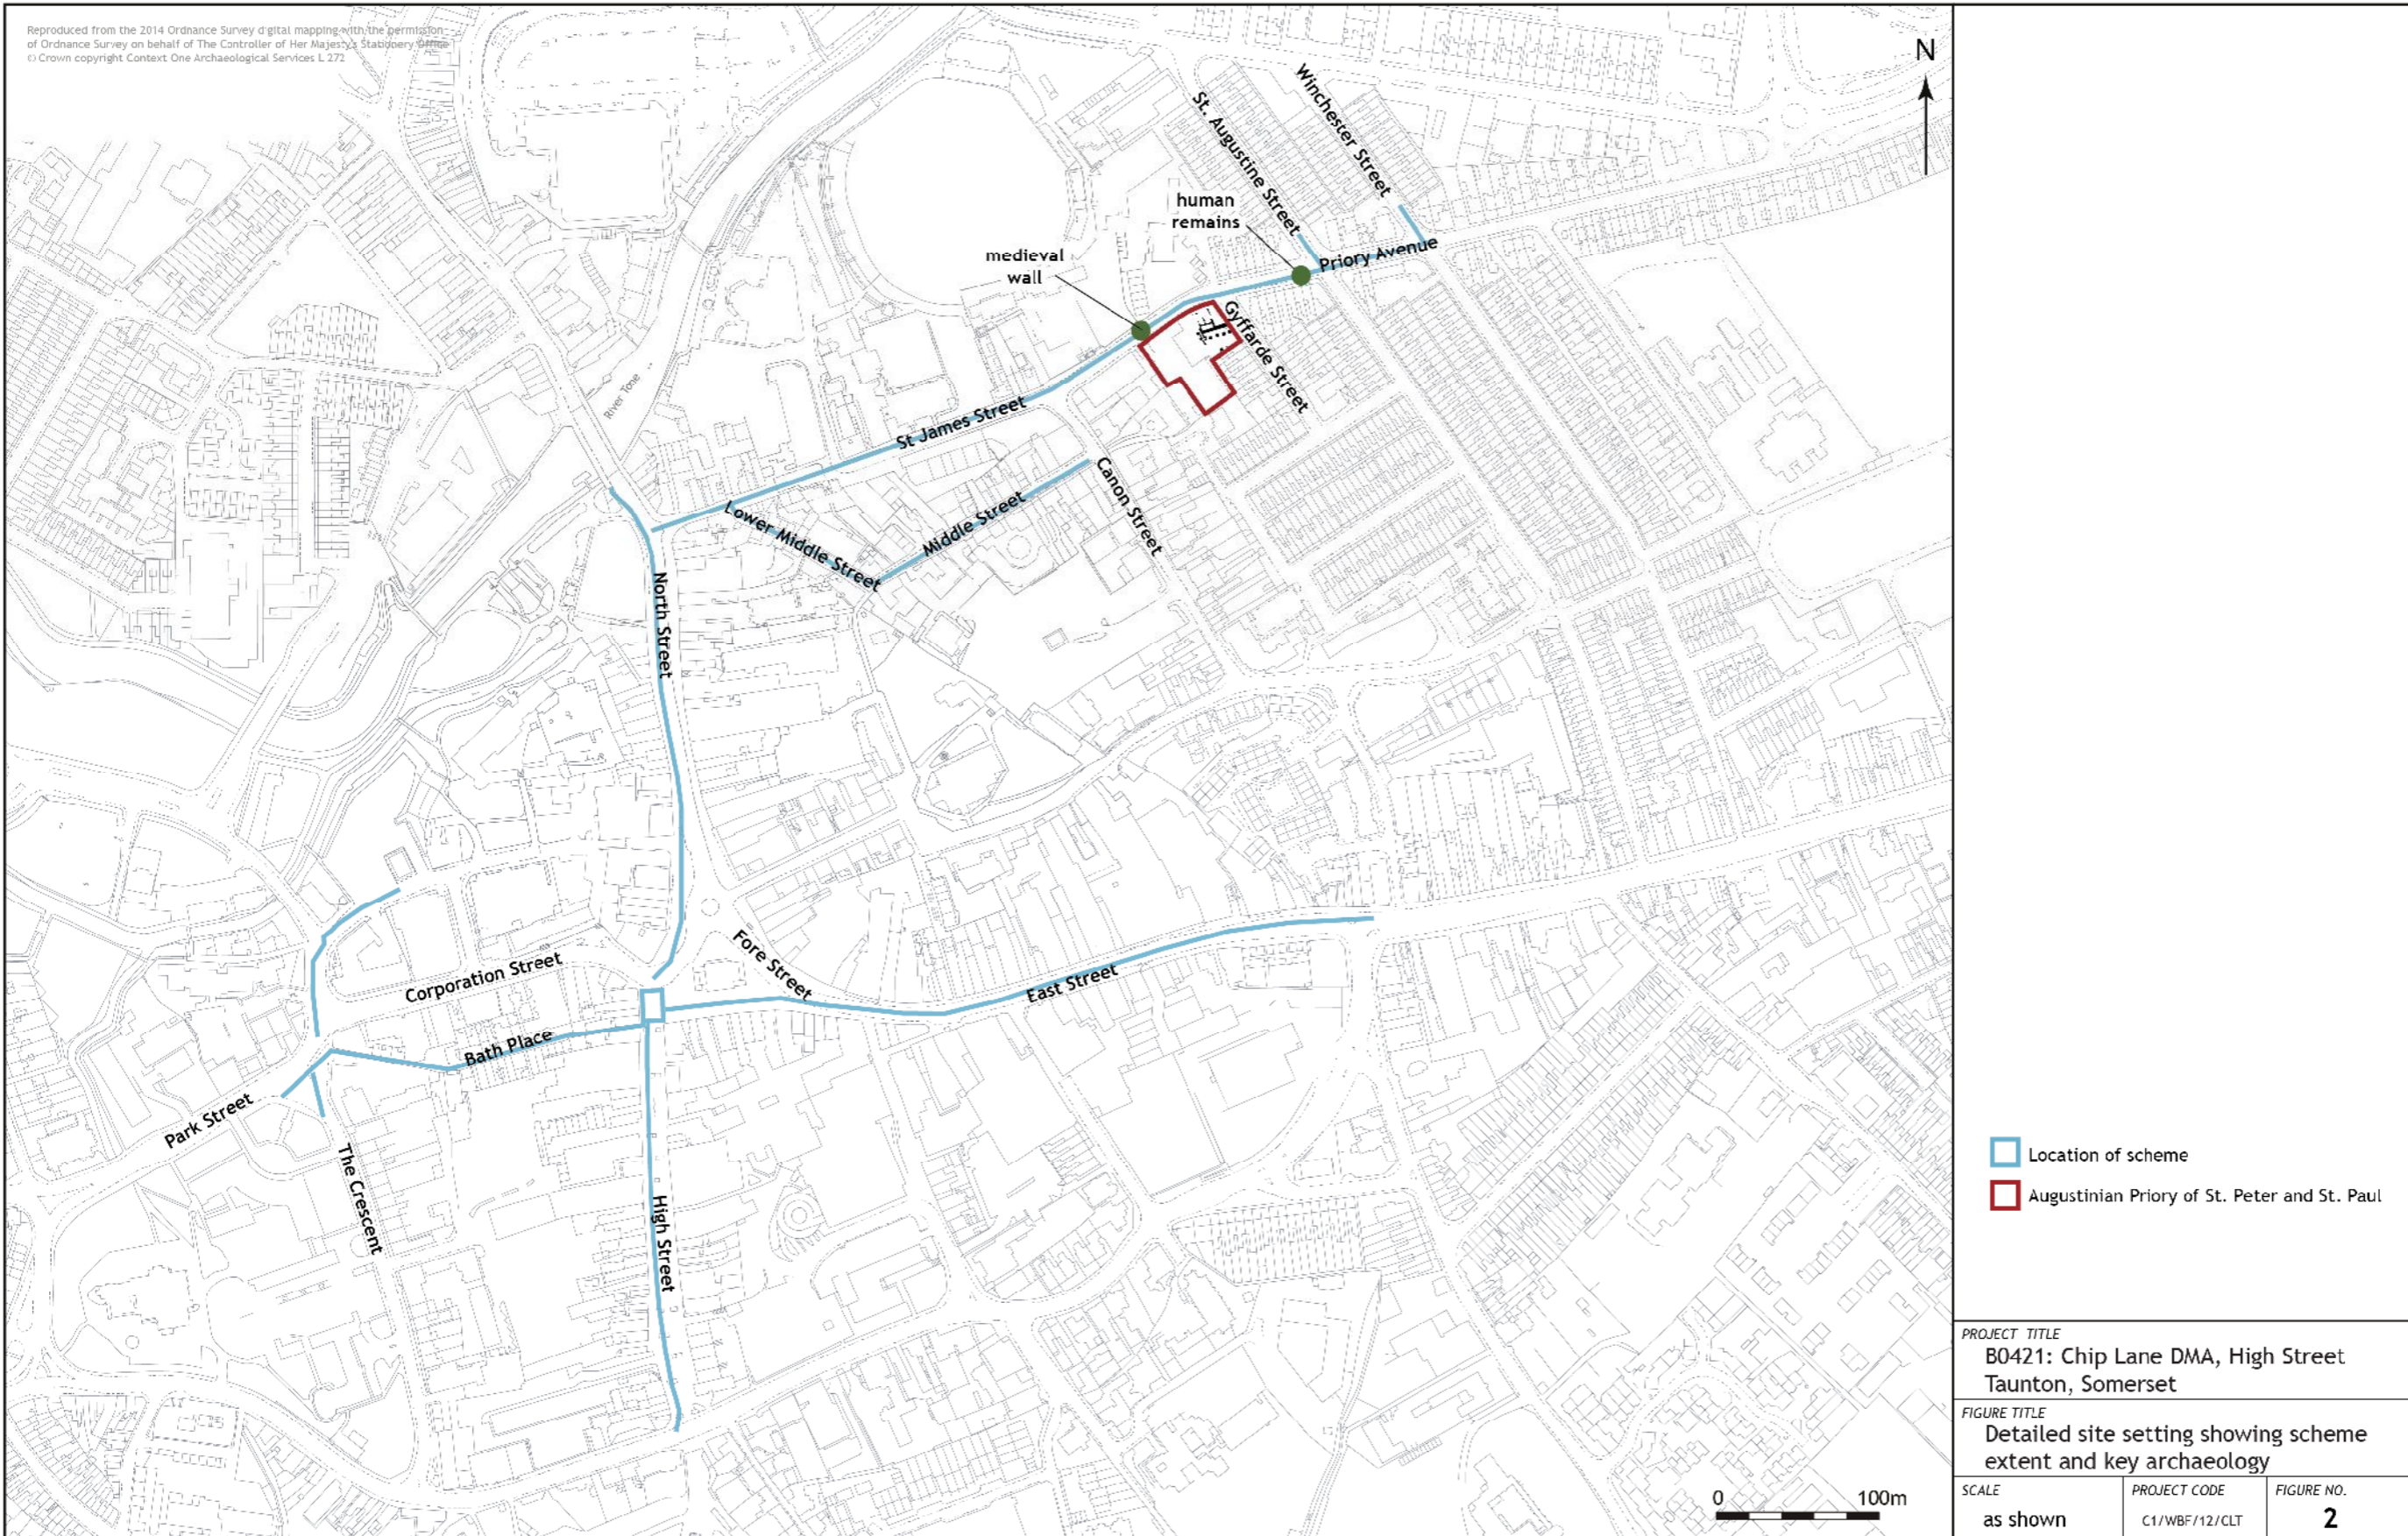 Reproduced from the 2014 Ordnance Survey digital mapping with the permission
of Ordnance Survey on behalf of The Controller of Her Majesty's Stationery Office
© Crown copyright Context One Archaeological Services L 272
N
Winchester Street
St. Augustine Street
human
remains
Priory Avenue
medieval
wall
Gyffarde Street
River Tone
St James Street
Canon Street
Lower Middle Street
Middle Street
North Street
Fore Street
Corporation Street
East Street
Bath Place
Park Street
The Crescent
High Street
0 100m
Location of scheme
Augustinian Priory of St. Peter and St. Paul
PROJECT TITLE
B0421: Chip Lane DMA, High Street
Taunton, Somerset
FIGURE TITLE
Detailed site setting showing scheme
extent and key archaeology
SCALE
as shown
PROJECT CODE
C1/WBF/12/CLT
FIGURE NO.
2